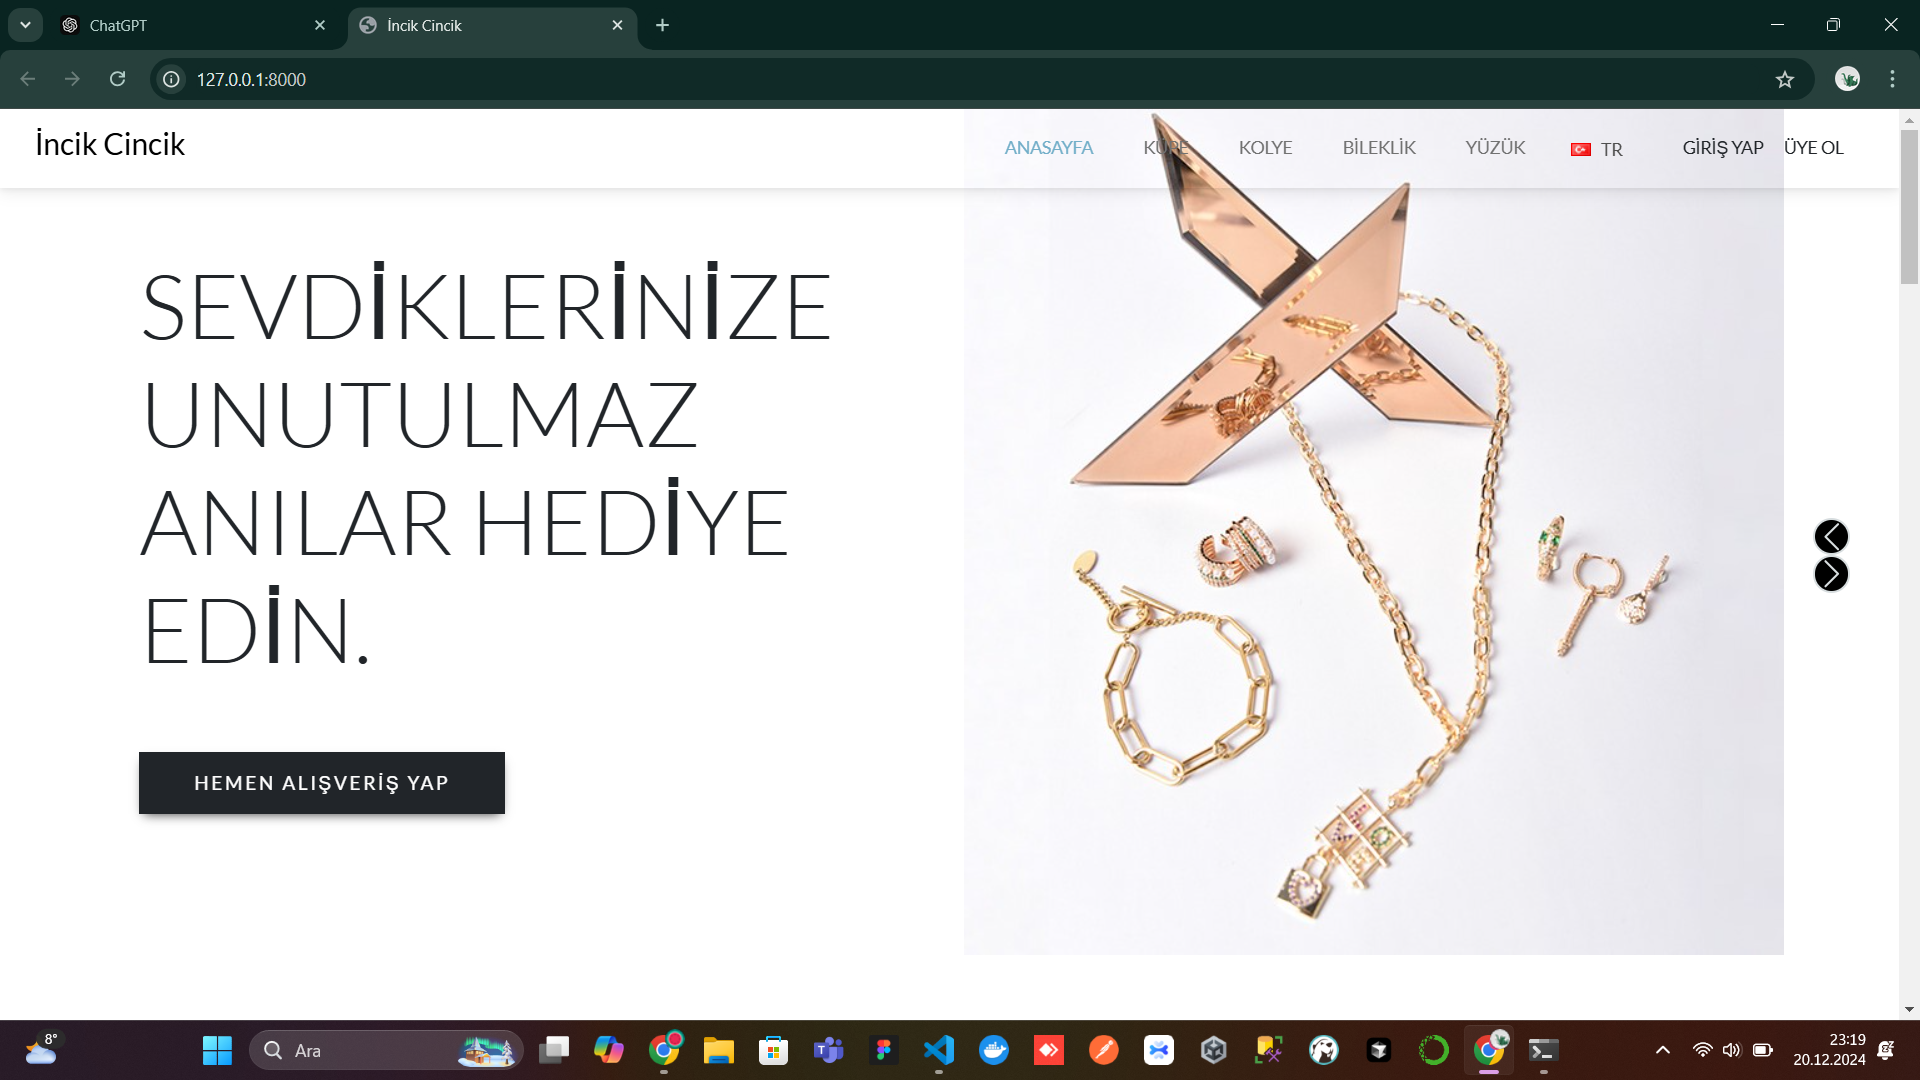 ChatGPT
İncik Cincik
127.0.0.1:8000
İncik Cincik
ANASAYFA
KÜPE
KOLYE
BİLEKLİK
YÜZÜK
TR
GİRİŞ YAP
ÜYE OL
SEVDİKLERİNİZE
UNUTULMAZ
ANILAR HEDİYE
EDİN.
HEMEN ALIŞVERİŞ YAP
8°
Ara
23:19
20.12.2024